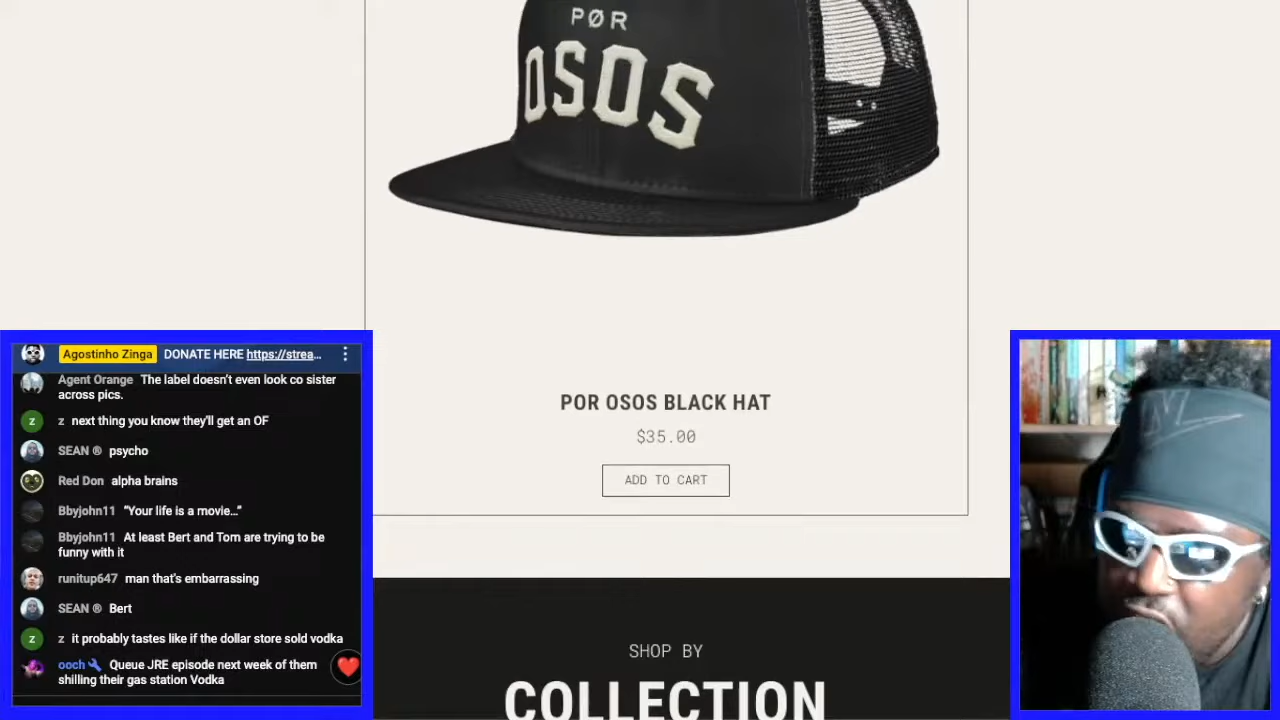 PØR
OSOS
POR OSOS BLACK HAT
$35.00
ADD TO CART
SHOP BY
COLLECTION
Agostinho Zinga DONATE HERE https://strea...
Agent Orange The label doesn't even look co sister
across pics.
z z next thing you know they'll get an OF
SEAN ® psycho
Red Don alpha brains
Bbyjohn11 “Your life is a movie...”
Bbyjohn11 At least Bert and Tom are trying to be
funny with it
runitup647 man that's embarrassing
SEAN ® Bert
z z it probably tastes like if the dollar store sold vodka
ooch Queue JRE episode next week of them
shilling their gas station Vodka